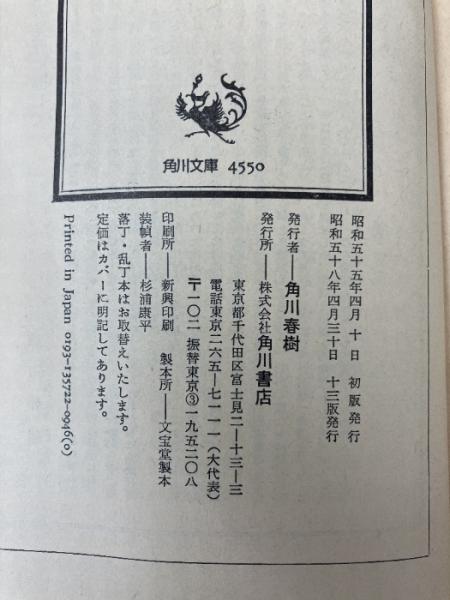 角川文庫 4550
昭和五十五年四月 十 日 初版発行
昭和五十八年四月三十日 十三版発行
発行者――角川春樹
発行所――株式会社角川書店
東京都千代田区富士見二―十三―三
電話東京二六五―七一一一(大代表)
〒一〇二 振替東京③一九五二〇八
印刷所――新興印刷 製本所――文宝堂製本
装幀者――杉浦康平
落丁・乱丁本はお取替えいたします。
定価はカバーに明記してあります。
Printed in Japan 0193-135722-0946(0)